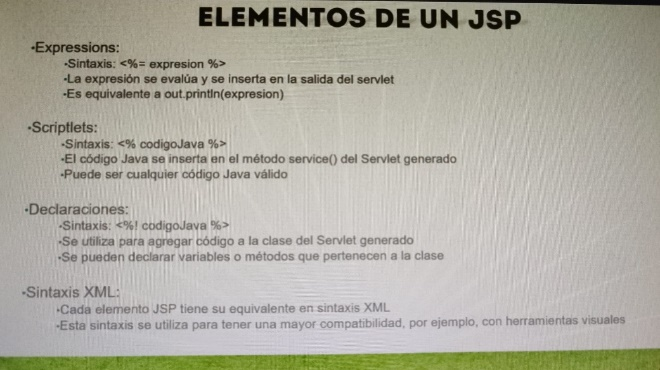 ELEMENTOS DE UN JSP
•Expressions:
•Sintaxis: <%= expresion %>
•La expresión se evalúa y se inserta en la salida del servlet
•Es equivalente a out.println(expresion)
•Scriptlets:
•Sintaxis: <% codigoJava %>
•El código Java se inserta en el método service() del Servlet generado
•Puede ser cualquier código Java válido
•Declaraciones:
•Sintaxis: <%! codigoJava %>
•Se utiliza para agregar código a la clase del Servlet generado
•Se pueden declarar variables o métodos que pertenecen a la clase
•Sintaxis XML:
•Cada elemento JSP tiene su equivalente en sintaxis XML
•Esta sintaxis se utiliza para tener una mayor compatibilidad, por ejemplo, con herramientas visuales